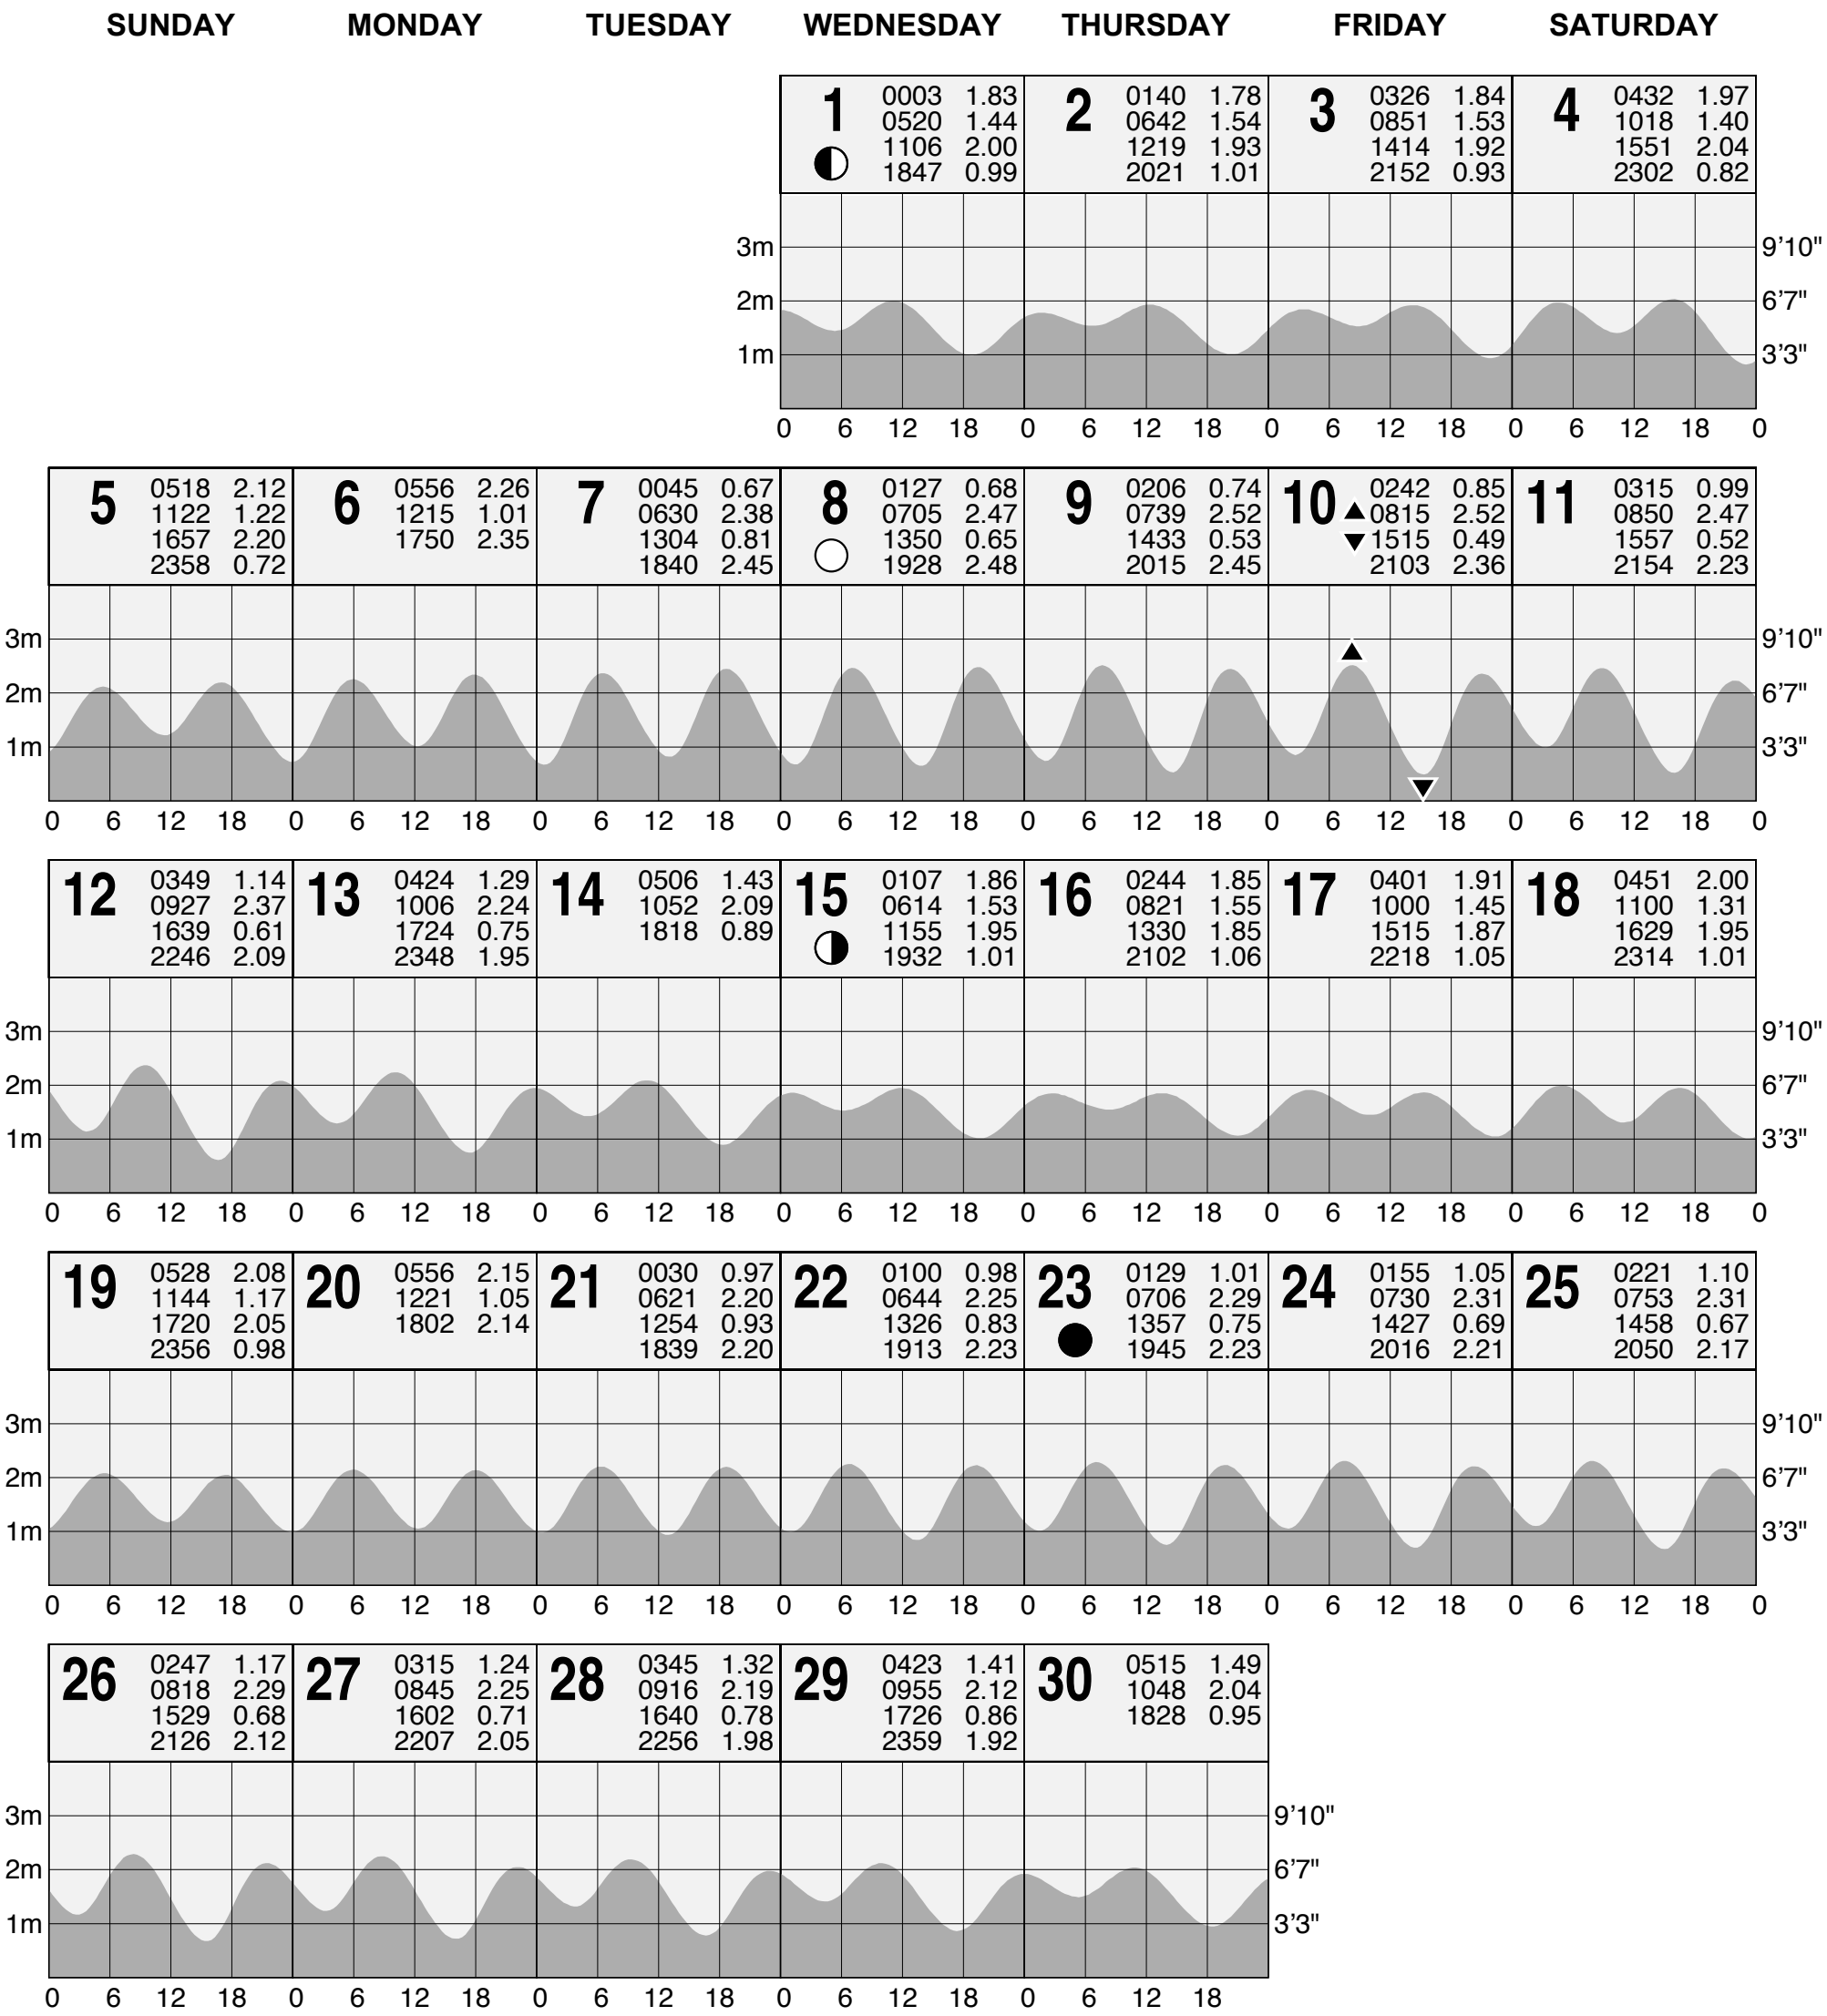 SUNDAY MONDAY TUESDAY WEDNESDAY THURSDAY FRIDAY SATURDAY
1 0003 1.83 2 0140 1.78 3 0326 1.84 4 0432 1.97
0520 1.44 0642 1.54 0851 1.53 1018 1.40
1106 2.00 1219 1.93 1414 1.92 1551 2.04
1847 0.99 2021 1.01 2152 0.93 2302 0.82
3m 9'10"
2m 6'7"
1m 3'3"
0 6 12 18 0 6 12 18 0 6 12 18 0 6 12 18 0
5 0518 2.12 6 0556 2.26 7 0045 0.67 8 0127 0.68 9 0206 0.74 10 0242 0.85 11 0315 0.99
1122 1.22 1215 1.01 0630 2.38 0705 2.47 0739 2.52 ▲0815 2.52 0850 2.47
1657 2.20 1750 2.35 1304 0.81 1350 0.65 1433 0.53 ▼1515 0.49 1557 0.52
2358 0.72 1840 2.45 1928 2.48 2015 2.45 2103 2.36 2154 2.23
3m 9'10"
2m 6'7"
1m 3'3"
0 6 12 18 0 6 12 18 0 6 12 18 0 6 12 18 0 6 12 18 0 6 12 18 0 6 12 18 0
12 0349 1.14 13 0424 1.29 14 0506 1.43 15 0107 1.86 16 0244 1.85 17 0401 1.91 18 0451 2.00
0927 2.37 1006 2.24 1052 2.09 0614 1.53 0821 1.55 1000 1.45 1100 1.31
1639 0.61 1724 0.75 1818 0.89 1155 1.95 1330 1.85 1515 1.87 1629 1.95
2246 2.09 2348 1.95 1932 1.01 2102 1.06 2218 1.05 2314 1.01
3m 9'10"
2m 6'7"
1m 3'3"
0 6 12 18 0 6 12 18 0 6 12 18 0 6 12 18 0 6 12 18 0 6 12 18 0 6 12 18 0
19 0528 2.08 20 0556 2.15 21 0030 0.97 22 0100 0.98 23 0129 1.01 24 0155 1.05 25 0221 1.10
1144 1.17 1221 1.05 0621 2.20 0644 2.25 0706 2.29 0730 2.31 0753 2.31
1720 2.05 1802 2.14 1254 0.93 1326 0.83 1357 0.75 1427 0.69 1458 0.67
2356 0.98 1839 2.20 1913 2.23 1945 2.23 2016 2.21 2050 2.17
3m 9'10"
2m 6'7"
1m 3'3"
0 6 12 18 0 6 12 18 0 6 12 18 0 6 12 18 0 6 12 18 0 6 12 18 0 6 12 18 0
26 0247 1.17 27 0315 1.24 28 0345 1.32 29 0423 1.41 30 0515 1.49
0818 2.29 0845 2.25 0916 2.19 0955 2.12 1048 2.04
1529 0.68 1602 0.71 1640 0.78 1726 0.86 1828 0.95
2126 2.12 2207 2.05 2256 1.98 2359 1.92
3m 9'10"
2m 6'7"
1m 3'3"
0 6 12 18 0 6 12 18 0 6 12 18 0 6 12 18 0 6 12 18